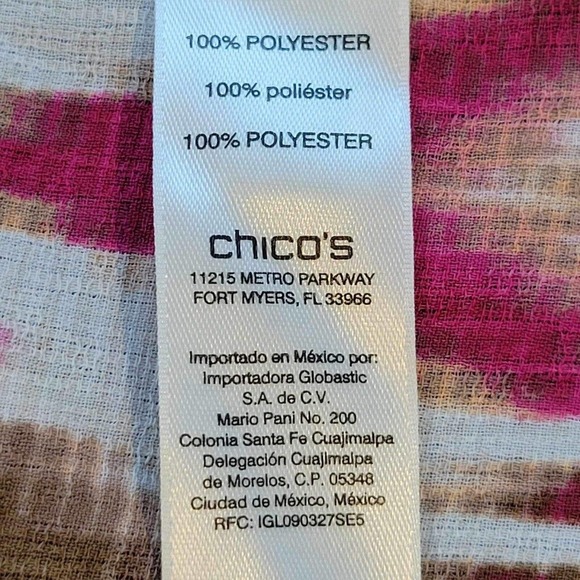 100% POLYESTER
100% poliéster
100% POLYESTER
chico's
11215 METRO PARKWAY
FORT MYERS, FL 33966
Importado en México por:
Importadora Globastic
S.A. de C.V.
Mario Pani No. 200
Colonia Santa Fe Cuajimalpa
Delegación Cuajimalpa
de Morelos, C.P. 05348
Ciudad de México, México
RFC: IGL090327SE5